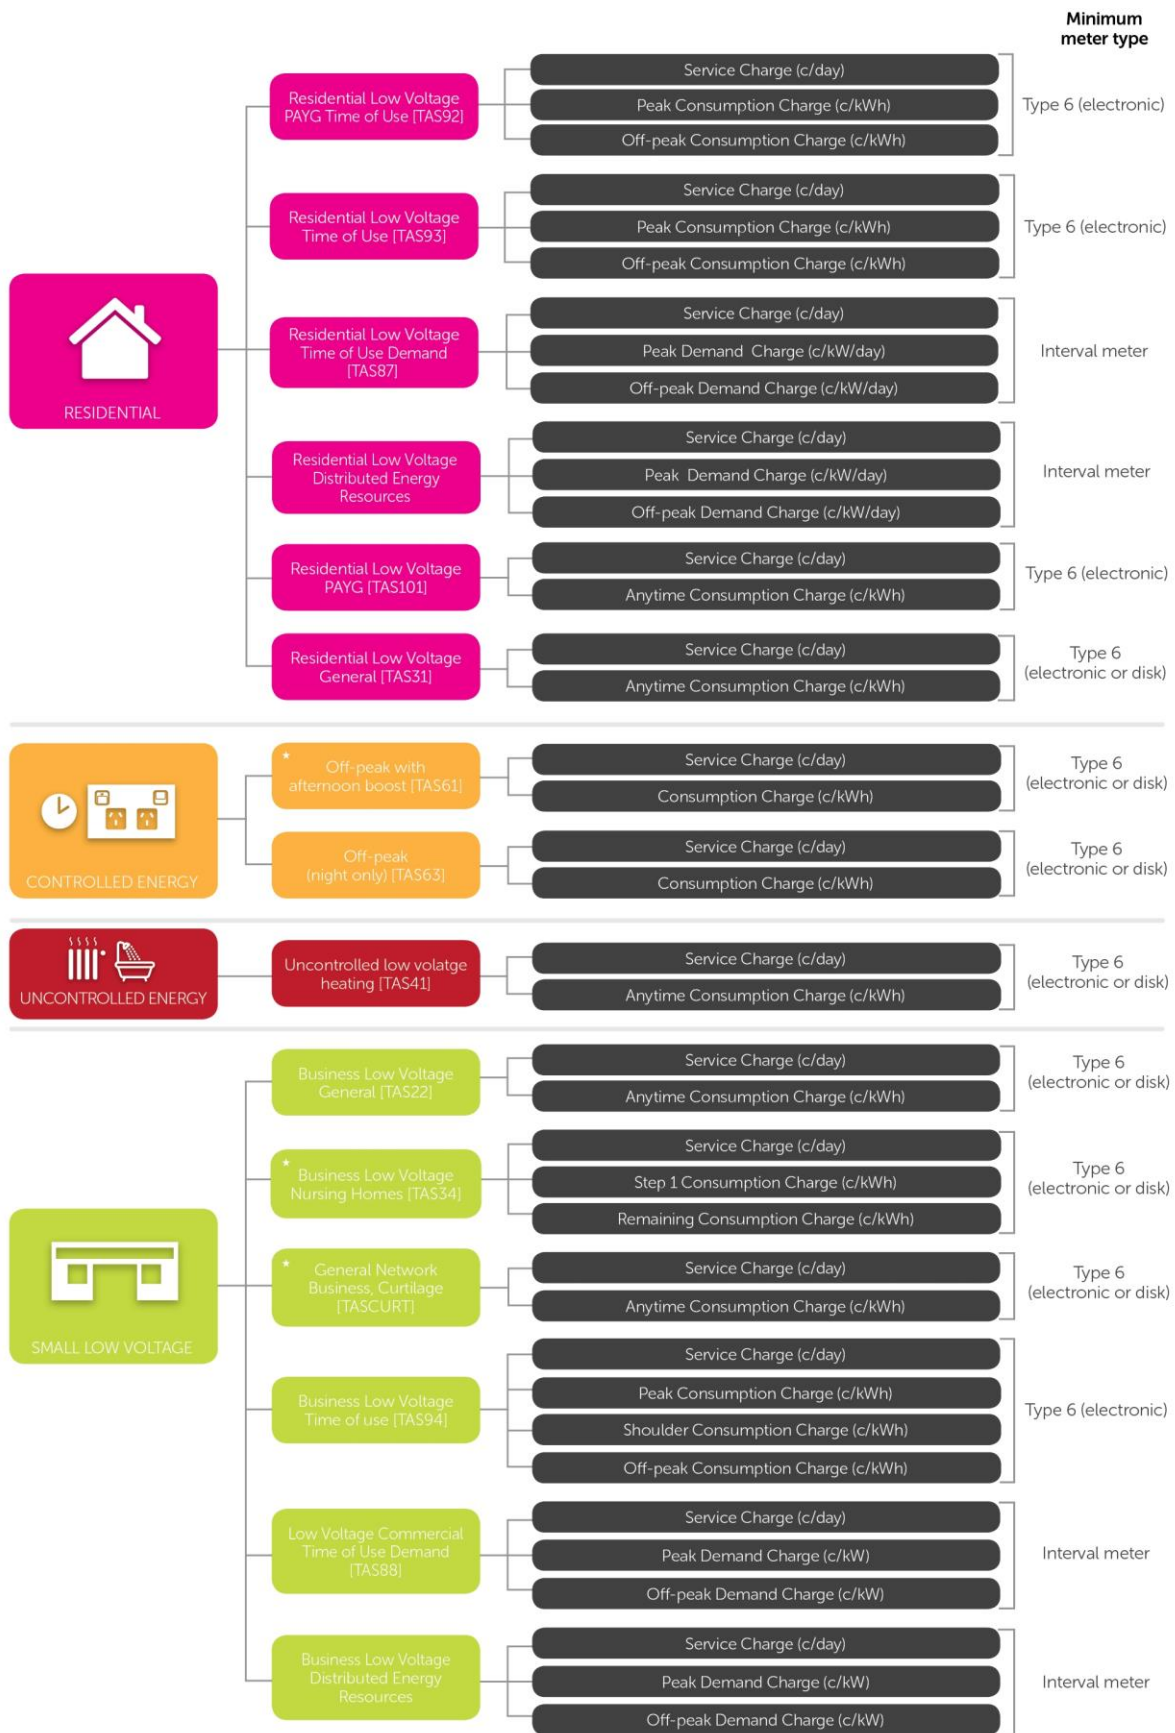 Minimum
meter type
Residential Low Voltage
PAYG Time of Use [TAS92]
Service Charge (c/day)
Peak Consumption Charge (c/kWh)
Off-peak Consumption Charge (c/kWh)
Type 6 (electronic)
Residential Low Voltage
Time of Use [TAS93]
Service Charge (c/day)
Peak Consumption Charge (c/kWh)
Off-peak Consumption Charge (c/kWh)
Type 6 (electronic)
RESIDENTIAL
Residential Low Voltage
Time of Use Demand
[TAS87]
Service Charge (c/day)
Peak Demand Charge (c/kW/day)
Off-peak Demand Charge (c/kW/day)
Interval meter
Residential Low Voltage
Distributed Energy
Resources
Service Charge (c/day)
Peak Demand Charge (c/kW/day)
Off-peak Demand Charge (c/kW/day)
Interval meter
Residential Low Voltage
PAYG [TAS101]
Service Charge (c/day)
Anytime Consumption Charge (c/kWh)
Type 6 (electronic)
Residential Low Voltage
General [TAS31]
Service Charge (c/day)
Anytime Consumption Charge (c/kWh)
Type 6
(electronic or disk)
CONTROLLED ENERGY
* Off-peak with
afternoon boost [TAS61]
Service Charge (c/day)
Consumption Charge (c/kWh)
Type 6
(electronic or disk)
Off-peak
(night only) [TAS63]
Service Charge (c/day)
Consumption Charge (c/kWh)
Type 6
(electronic or disk)
UNCONTROLLED ENERGY
Uncontrolled low volatge
heating [TAS41]
Service Charge (c/day)
Anytime Consumption Charge (c/kWh)
Type 6
(electronic or disk)
SMALL LOW VOLTAGE
Business Low Voltage
General [TAS22]
Service Charge (c/day)
Anytime Consumption Charge (c/kWh)
Type 6
(electronic or disk)
* Business Low Voltage
Nursing Homes [TAS34]
Service Charge (c/day)
Step 1 Consumption Charge (c/kWh)
Remaining Consumption Charge (c/kWh)
Type 6
(electronic or disk)
* General Network
Business, Curtilage
[TASCURT]
Service Charge (c/day)
Anytime Consumption Charge (c/kWh)
Type 6
(electronic or disk)
Business Low Voltage
Time of use [TAS94]
Service Charge (c/day)
Peak Consumption Charge (c/kWh)
Shoulder Consumption Charge (c/kWh)
Off-peak Consumption Charge (c/kWh)
Type 6 (electronic)
Low Voltage Commercial
Time of Use Demand
[TAS88]
Service Charge (c/day)
Peak Demand Charge (c/kW)
Off-peak Demand Charge (c/kW)
Interval meter
Business Low Voltage
Distributed Energy
Resources
Service Charge (c/day)
Peak Demand Charge (c/kW)
Off-peak Demand Charge (c/kW)
Interval meter